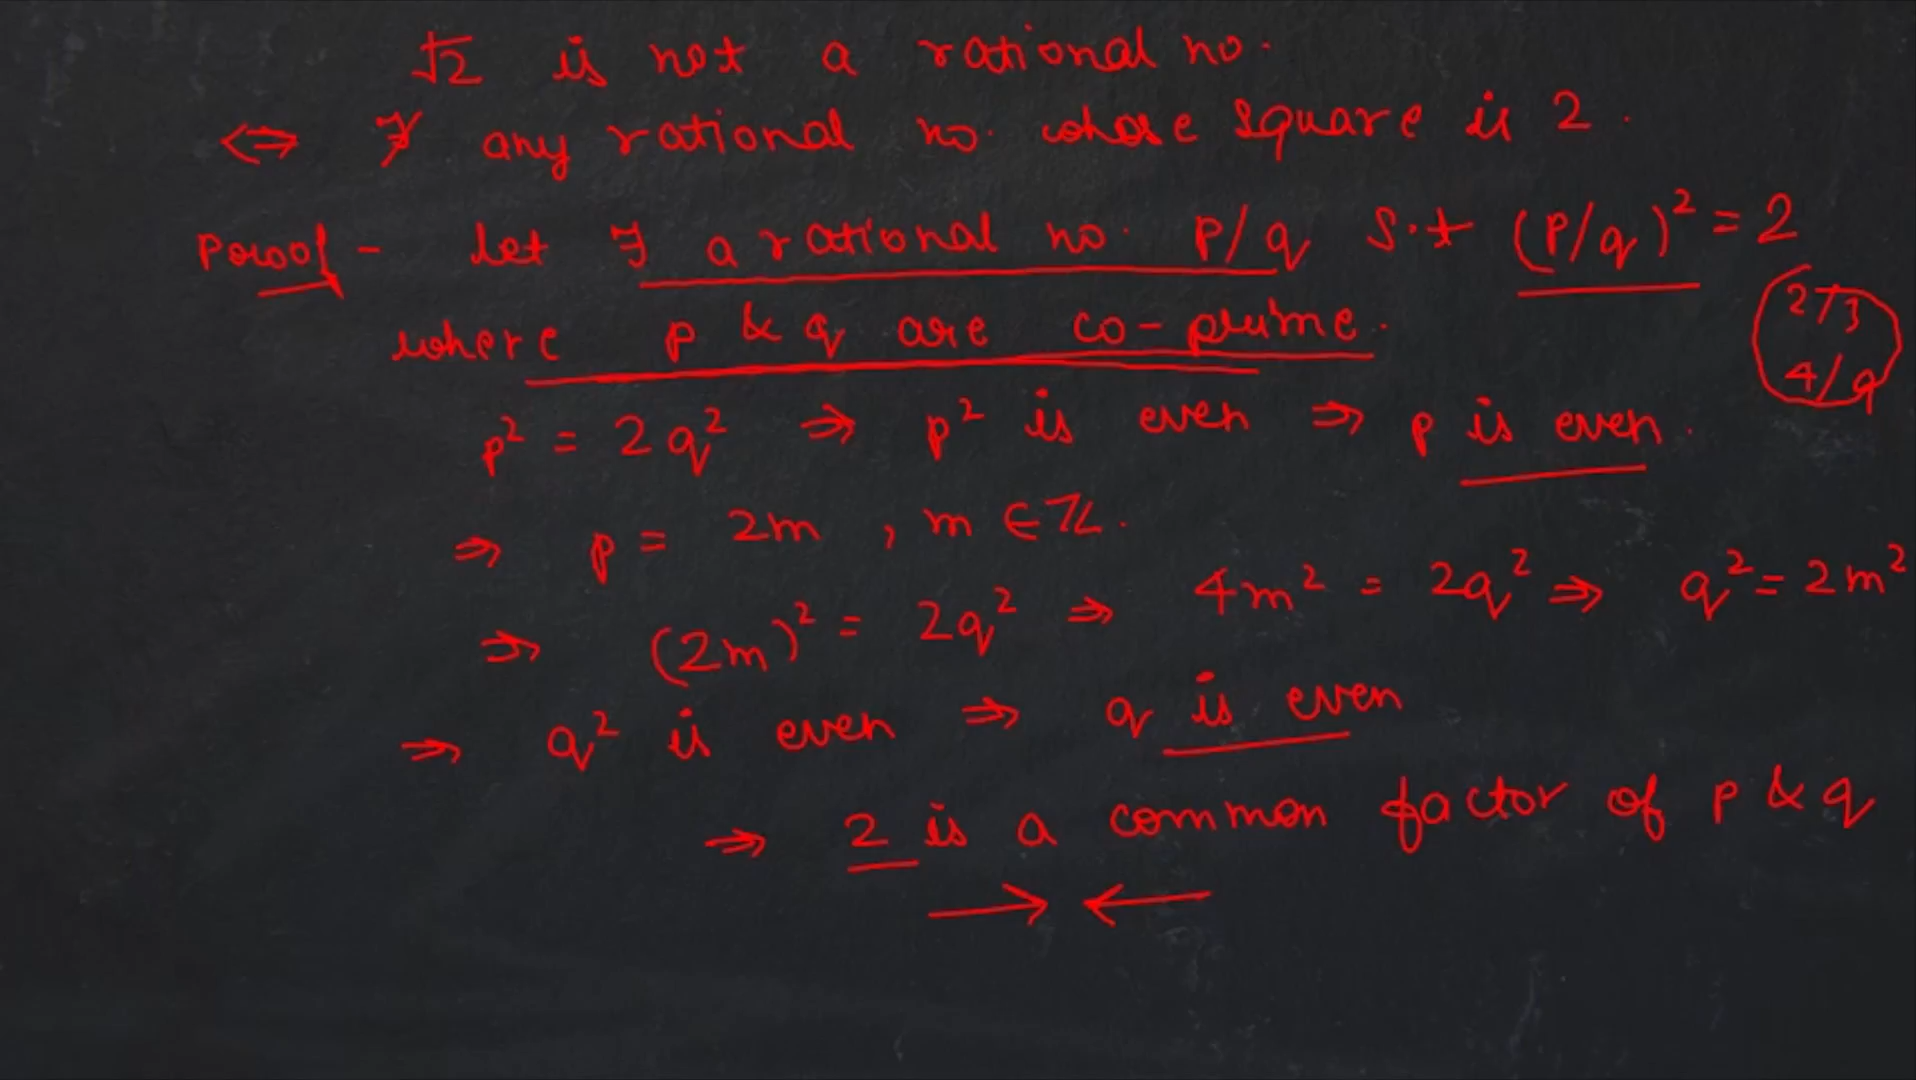 √2 is not a rational no.
⇔ ∄ any rational no. whose square is 2.
Proof - let ∃ a rational no. p/q s.t (p/q)² = 2
where p & q are co-prime.
2/3
4/9
p² = 2q² ⇒ p² is even ⇒ p is even.
⇒ p = 2m , m ∈ ℤ.
⇒ (2m)² = 2q² ⇒ 4m² = 2q² ⇒ q² = 2m²
⇒ q² is even ⇒ q is even
⇒ 2 is a common factor of p & q
→ ←